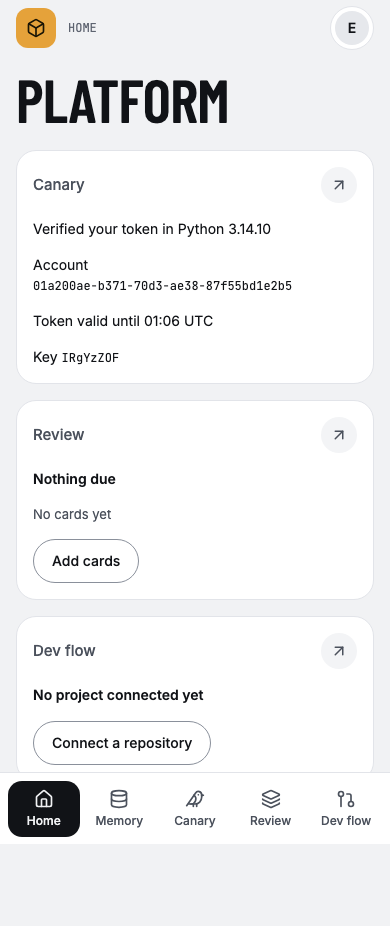 HOME
E
PLATFORM
Canary
Verified your token in Python 3.14.10
Account
01a200ae-b371-70d3-ae38-87f55bd1e2b5
Token valid until 01:06 UTC
Key IRgYzZOF
Review
Nothing due
No cards yet
Add cards
Dev flow
No project connected yet
Connect a repository
Home
Memory
Canary
Review
Dev flow